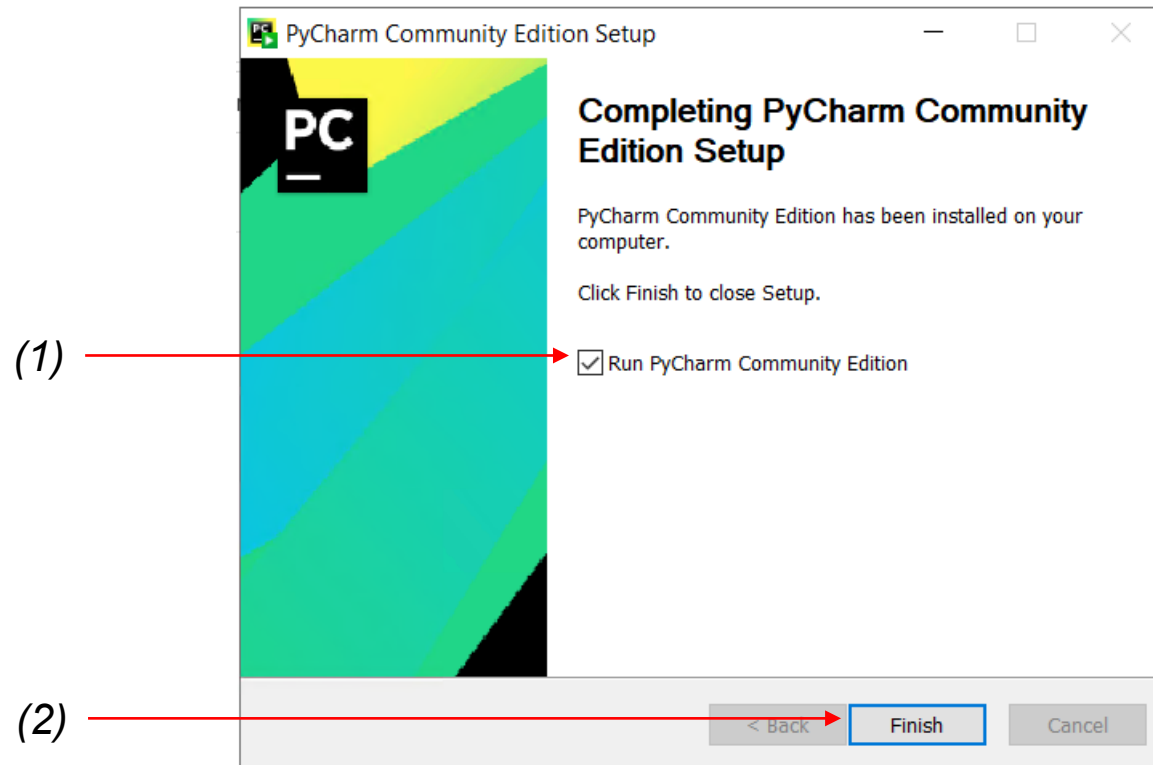 PyCharm Community Edition Setup
PC
Completing PyCharm Community
Edition Setup
PyCharm Community Edition has been installed on your
computer.
Click Finish to close Setup.
(1)
Run PyCharm Community Edition
(2)
< Back Finish Cancel